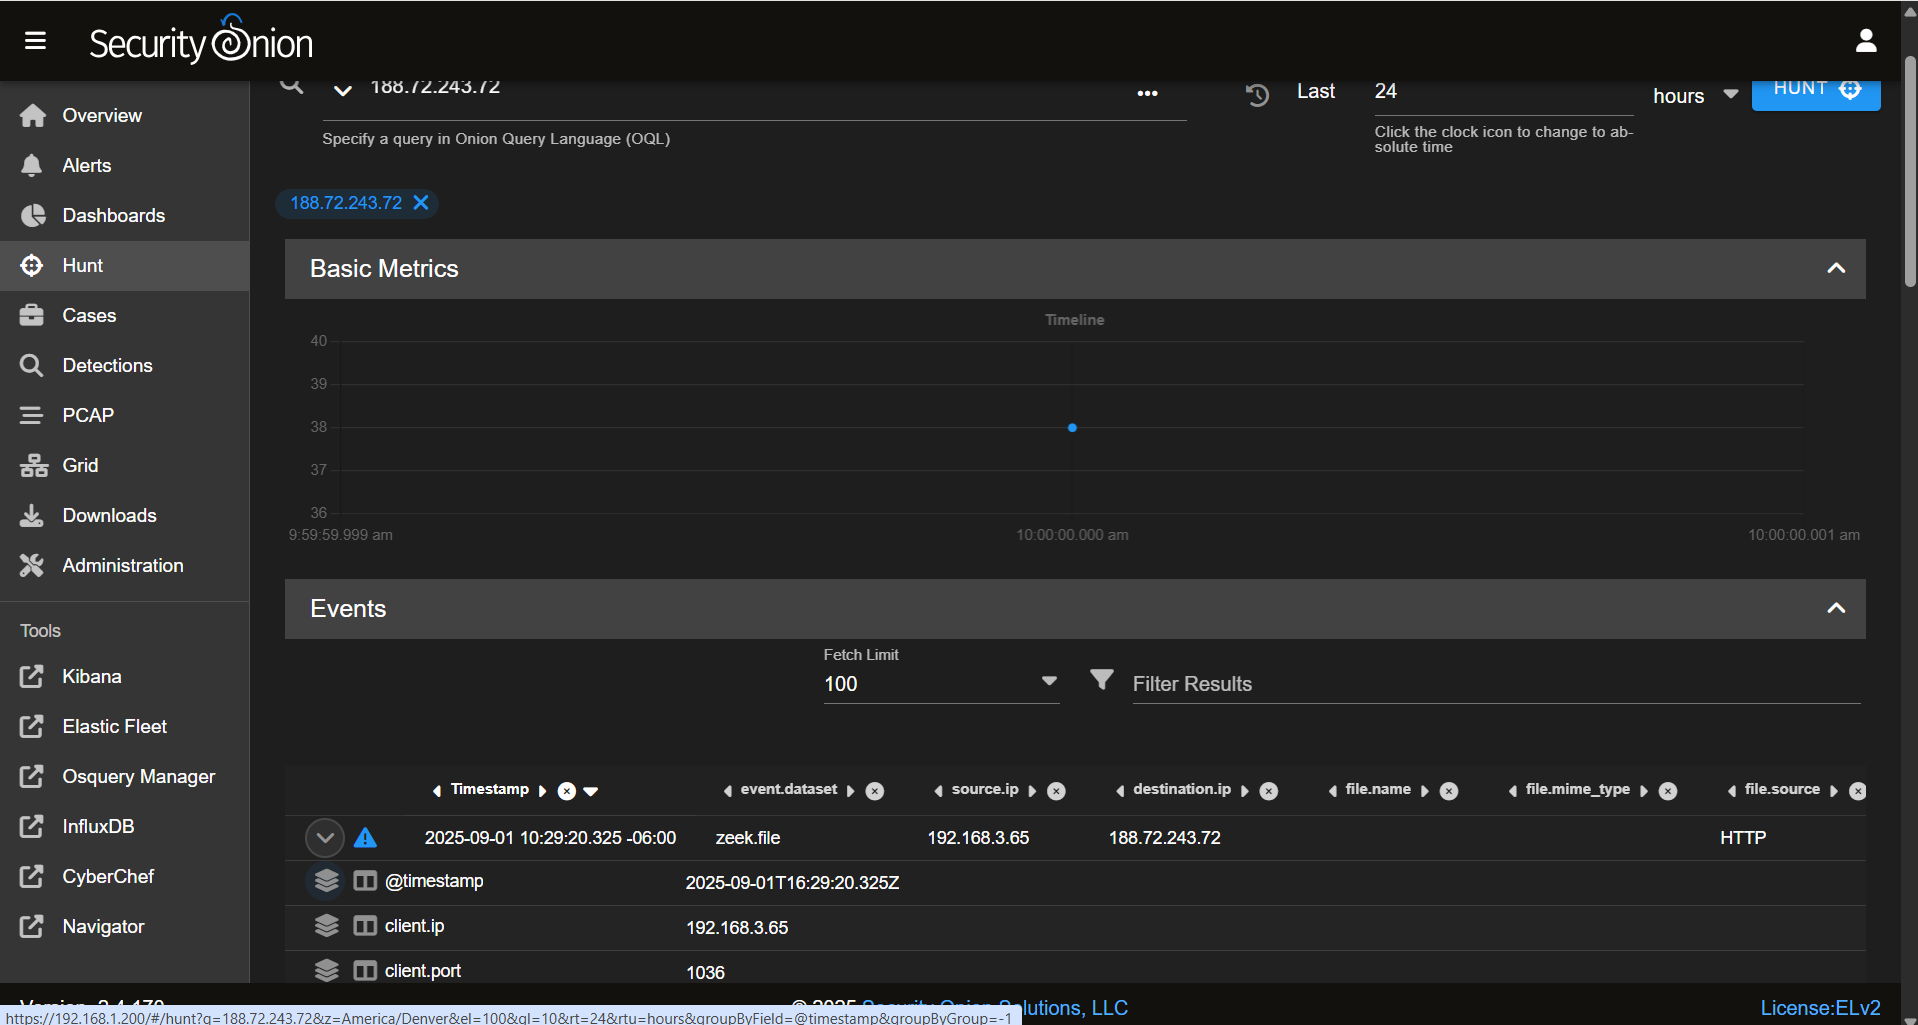 Security Onion
188.72.243.72
Last
24
hours
HUNT
Specify a query in Onion Query Language (OQL)
Click the clock icon to change to ab-
solute time
188.72.243.72
Overview
Alerts
Dashboards
Hunt
Cases
Detections
PCAP
Grid
Downloads
Administration
Tools
Kibana
Elastic Fleet
Osquery Manager
InfluxDB
CyberChef
Navigator
Basic Metrics
Timeline
40
39
38
37
36
9:59:59.999 am
10:00:00.000 am
10:00:00.001 am
Events
Fetch Limit
100
Filter Results
Timestamp event.dataset source.ip destination.ip file.name file.mime_type file.source
2025-09-01 10:29:20.325 -06:00 zeek.file 192.168.3.65 188.72.243.72 HTTP
@timestamp 2025-09-01T16:29:20.325Z
client.ip 192.168.3.65
client.port 1036
Version: 2.4.170
© 2025 Security Onion Solutions, LLC
License:ELv2
https://192.168.1.200/#/hunt?q=188.72.243.72&z=America/Denver&el=100&gl=10&rt=24&rtu=hours&groupByField=@timestamp&groupByGroup=-1